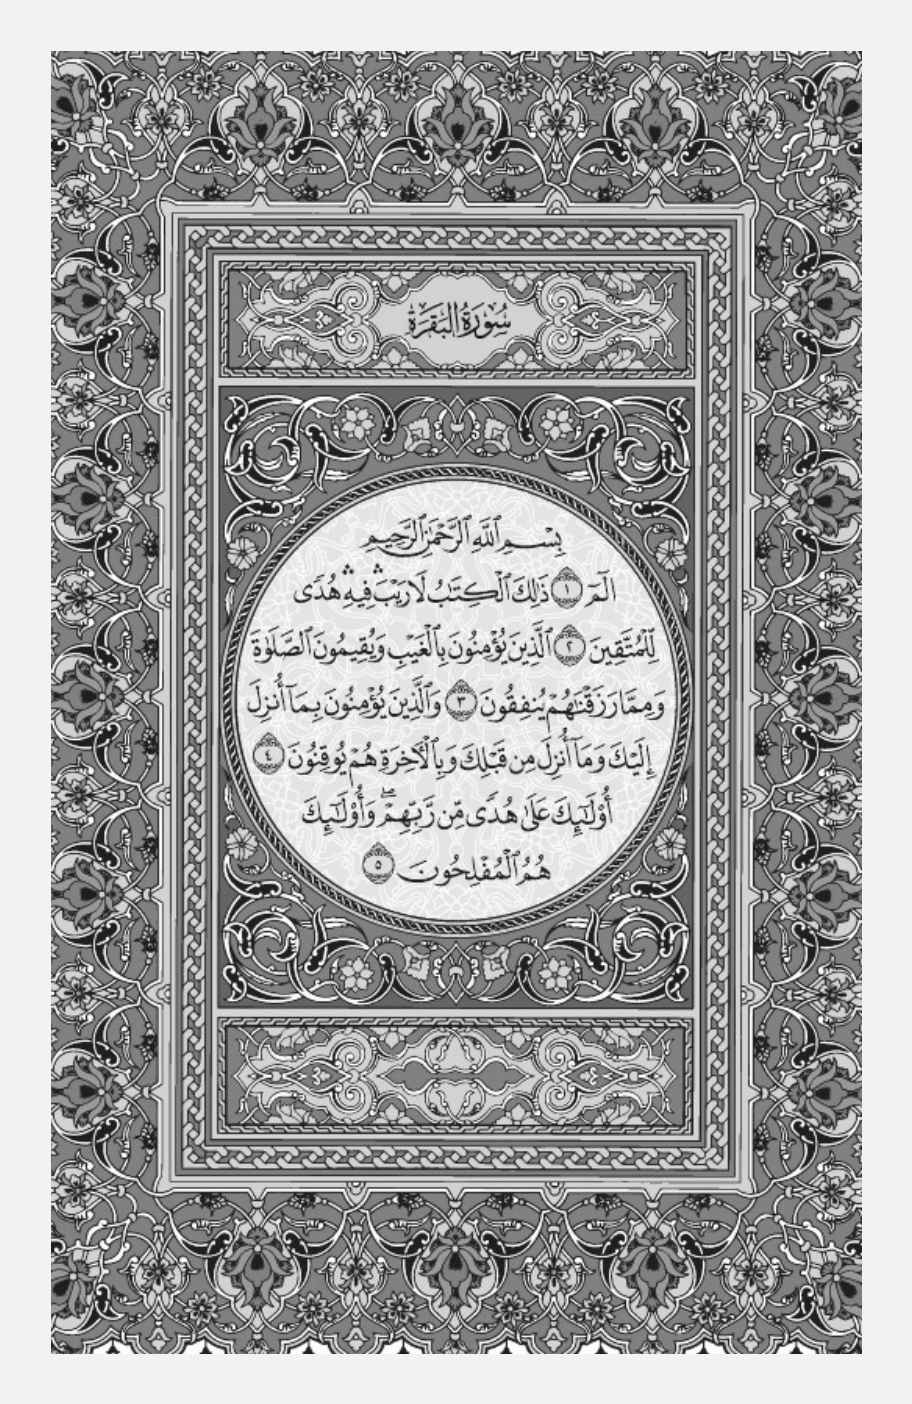 سُورَةُ الْبَقَرَةِ
بِسْمِ ٱللَّهِ ٱلرَّحْمَٰنِ ٱلرَّحِيمِ
الٓمٓ ١ ذَٰلِكَ ٱلْكِتَٰبُ لَا رَيْبَ ۛ فِيهِ ۛ هُدًى
لِّلْمُتَّقِينَ ٢ ٱلَّذِينَ يُؤْمِنُونَ بِٱلْغَيْبِ وَيُقِيمُونَ ٱلصَّلَوٰةَ
وَمِمَّا رَزَقْنَٰهُمْ يُنفِقُونَ ٣ وَٱلَّذِينَ يُؤْمِنُونَ بِمَآ أُنزِلَ
إِلَيْكَ وَمَآ أُنزِلَ مِن قَبْلِكَ وَبِٱلْأٓخِرَةِ هُمْ يُوقِنُونَ ٤
أُو۟لَٰٓئِكَ عَلَىٰ هُدًى مِّن رَّبِّهِمْ ۖ وَأُو۟لَٰٓئِكَ
هُمُ ٱلْمُفْلِحُونَ ٥